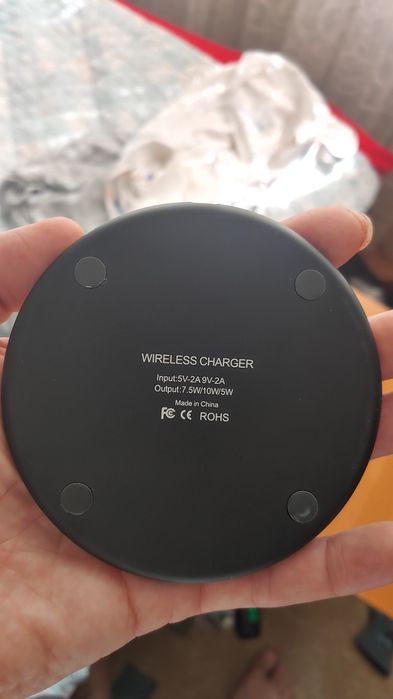 WIRELESS CHARGER
Input:5V-2A 9V-2A
Output:7.5W/10W/5W
Made in China
FC CE ROHS